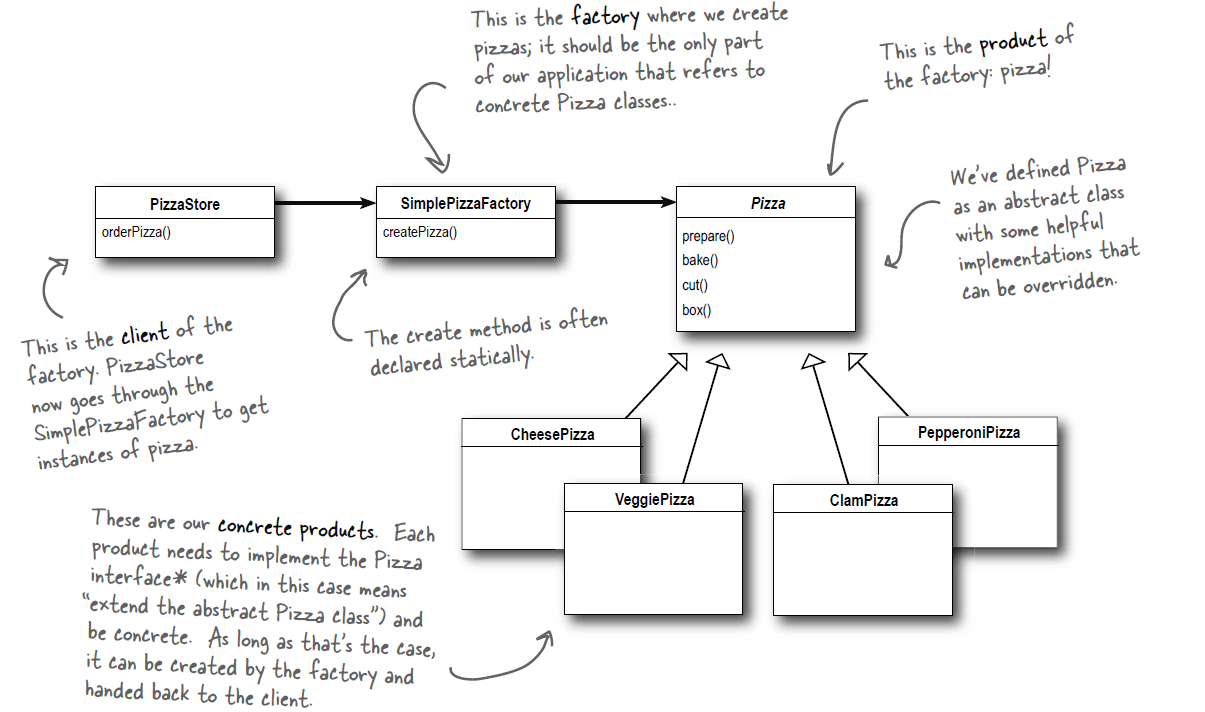 This is the factory where we create
pizzas; it should be the only part
of our application that refers to
concrete Pizza classes..
This is the product of
the factory: pizza!
We've defined Pizza
as an abstract class
with some helpful
implementations that
can be overridden.
PizzaStore
orderPizza()
SimplePizzaFactory
createPizza()
Pizza
prepare()
bake()
cut()
box()
This is the client of the
factory. PizzaStore
now goes through the
SimplePizzaFactory to get
instances of pizza.
The create method is often
declared statically.
CheesePizza
VeggiePizza
ClamPizza
PepperoniPizza
These are our concrete products. Each
product needs to implement the Pizza
interface* (which in this case means
“extend the abstract Pizza class”) and
be concrete. As long as that's the case,
it can be created by the factory and
handed back to the client.